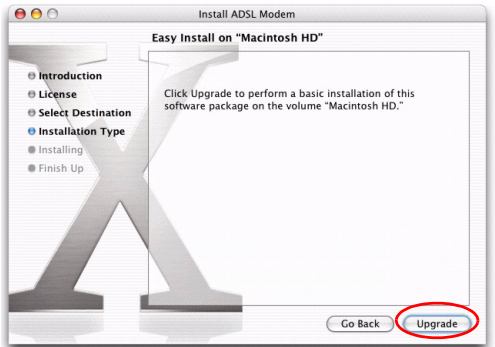 Install ADSL Modem
Easy Install on “Macintosh HD”
Introduction
License
Select Destination
Installation Type
Installing
Finish Up
Click Upgrade to perform a basic installation of this
software package on the volume “Macintosh HD.”
Go Back
Upgrade